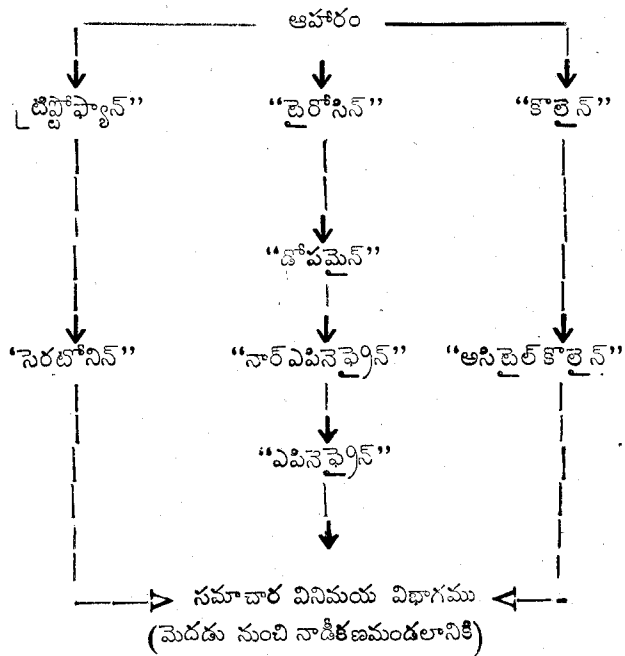 ఆహారం
ట్రిప్టోఫ్యాన్” “టైరోసిన్” “కొలైన్”
“డోపమైన్”
‘సెరటోనిన్” “నార్ఎపినెఫ్రైన్” “అసిటైల్కొలైన్”
“ఎపినెఫ్రైన్”
సమాచార వినిమయ విభాగము
(మెదడు నుంచి నాడీకణమండలానికి)